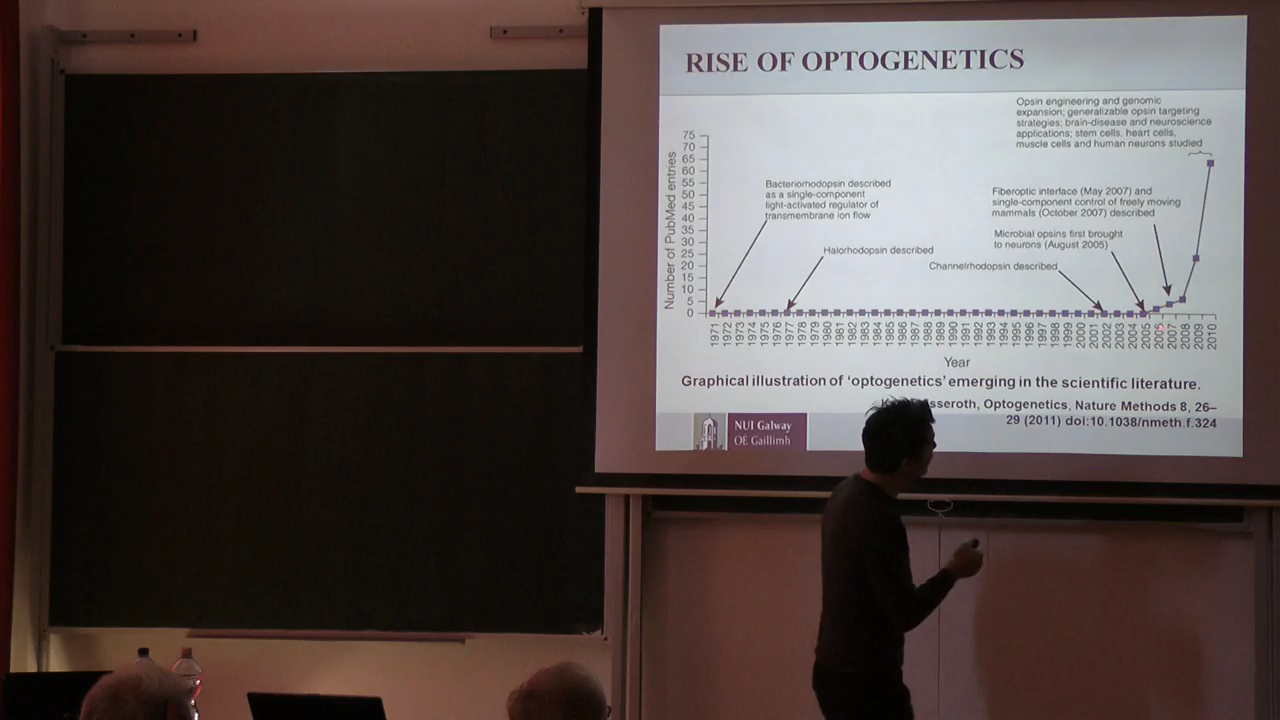 RISE OF OPTOGENETICS
Opsin engineering and genomic
expansion; generalizable opsin targeting
strategies; brain-disease and neuroscience
applications; stem cells, heart cells,
muscle cells and human neurons studied
Number of PubMed entries
75
70
65
60
55
50
45
40
35
30
25
20
15
10
5
0
Bacteriorhodopsin described
as a single-component
light-activated regulator of
transmembrane ion flow
Halorhodopsin described
Fiberoptic interface (May 2007) and
single-component control of freely moving
mammals (October 2007) described
Microbial opsins first brought
to neurons (August 2005)
Channelrhodopsin described
1971 1972 1973 1974 1975 1976 1977 1978 1979 1980 1981 1982 1983 1984 1985 1986 1987 1988 1989 1990 1991 1992 1993 1994 1995 1996 1997 1998 1999 2000 2001 2002 2003 2004 2005 2006 2007 2008 2009 2010
Year
Graphical illustration of 'optogenetics' emerging in the scientific literature.
sseroth, Optogenetics, Nature Methods 8, 26–
29 (2011) doi:10.1038/nmeth.f.324
NUI Galway
OÉ Gaillimh